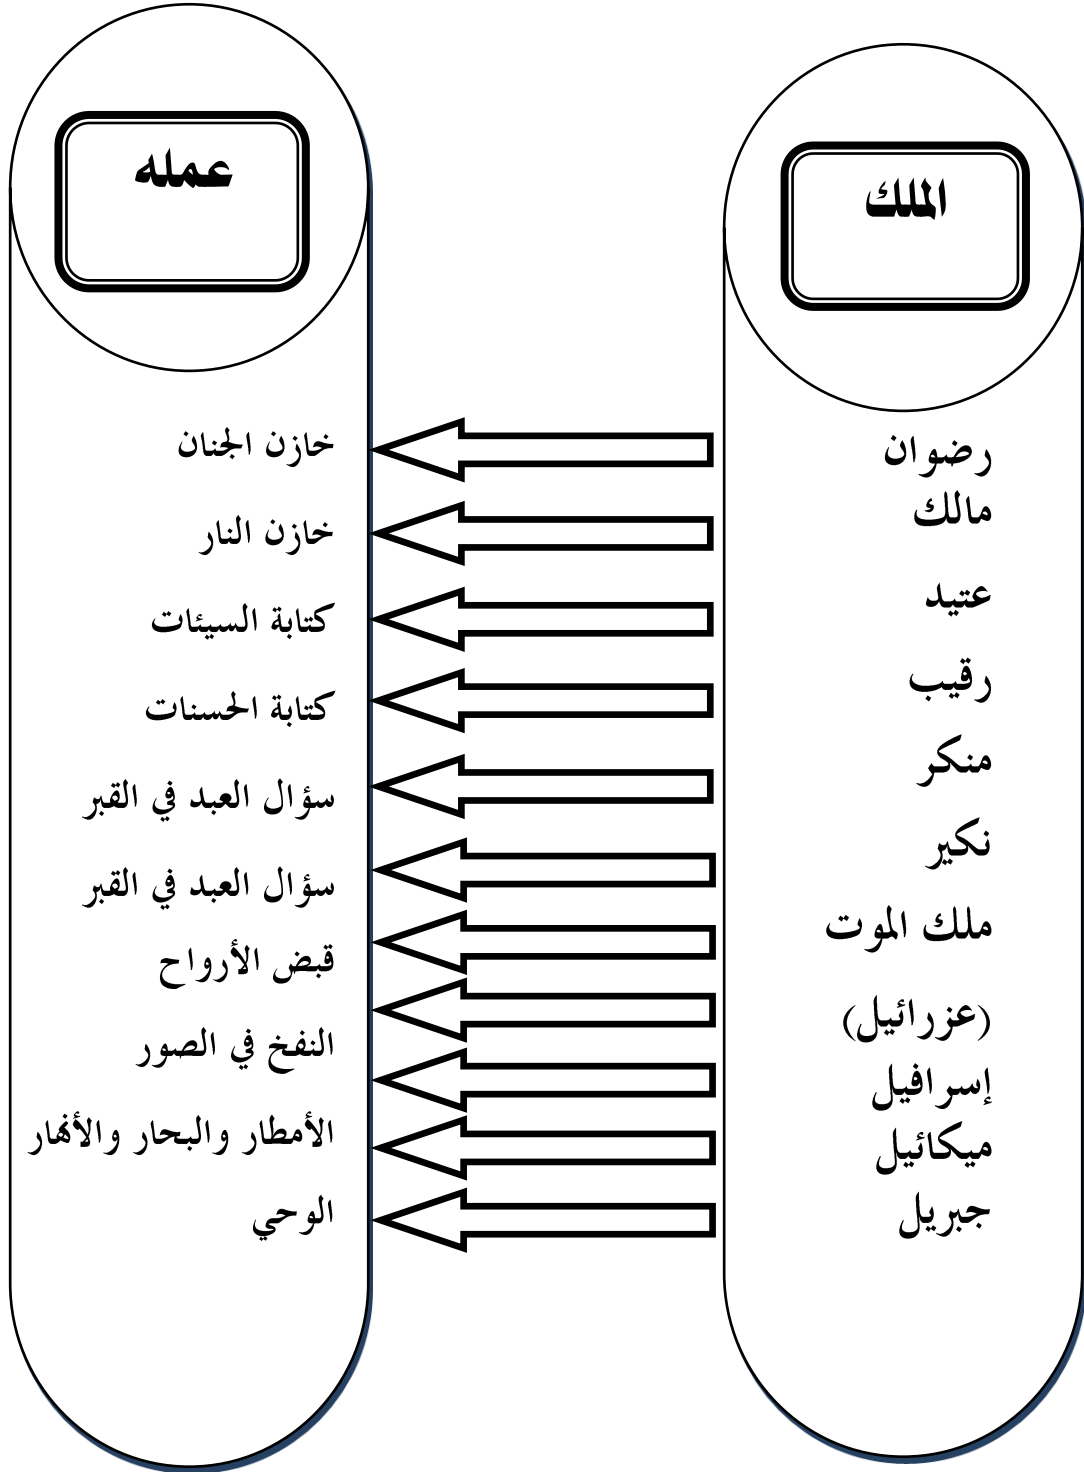 الملك
رضوان
مالك
عتيد
رقيب
منكر
نكير
ملك الموت
(عزرائيل)
إسرافيل
ميكائيل
جبريل
عمله
خازن الجنان
خازن النار
كتابة السيئات
كتابة الحسنات
سؤال العبد في القبر
سؤال العبد في القبر
قبض الأرواح
النفخ في الصور
الأمطار والبحار والأنهار
الوحي